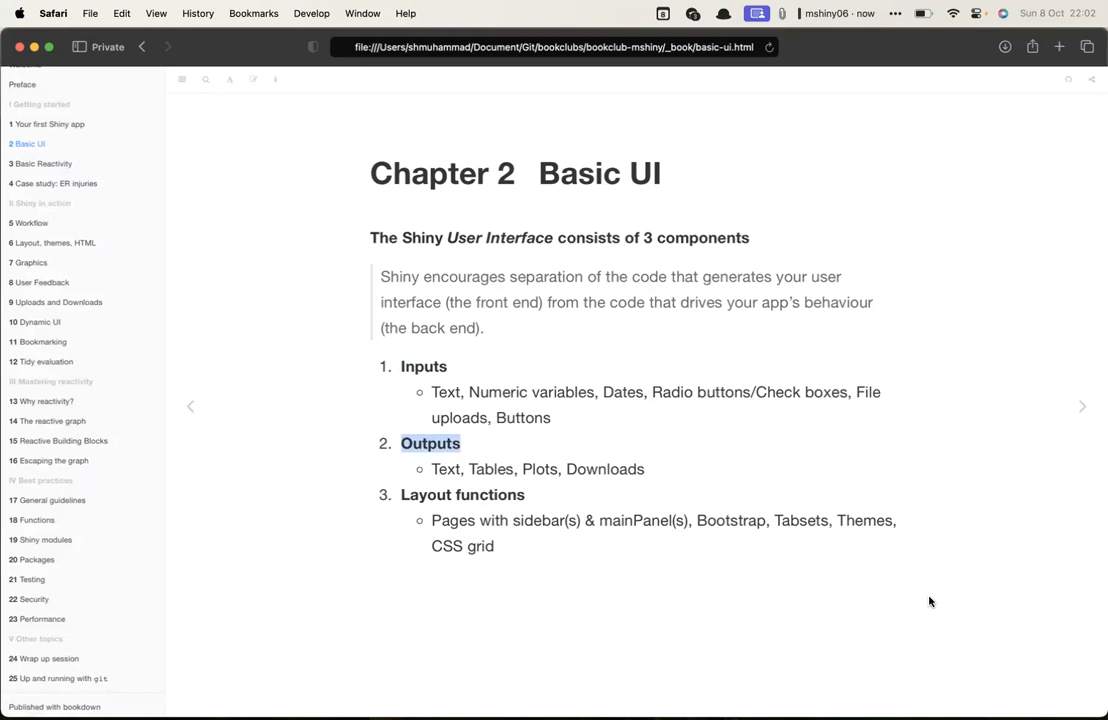 Safari File Edit View History Bookmarks Develop Window Help
8 3 mshiny06 · now Sun 8 Oct 22:02
Private
file:///Users/shmuhammad/Document/Git/bookclubs/bookclub-mshiny/_book/basic-ui.html
Preface
I Getting started
1 Your first Shiny app
2 Basic UI
3 Basic Reactivity
4 Case study: ER injuries
II Shiny in action
5 Workflow
6 Layout, themes, HTML
7 Graphics
8 User Feedback
9 Uploads and Downloads
10 Dynamic UI
11 Bookmarking
12 Tidy evaluation
III Mastering reactivity
13 Why reactivity?
14 The reactive graph
15 Reactive Building Blocks
16 Escaping the graph
IV Best practices
17 General guidelines
18 Functions
19 Shiny modules
20 Packages
21 Testing
22 Security
23 Performance
V Other topics
24 Wrap up session
25 Up and running with git
Published with bookdown
Chapter 2 Basic UI
The Shiny User Interface consists of 3 components
Shiny encourages separation of the code that generates your user
interface (the front end) from the code that drives your app's behaviour
(the back end).
1. Inputs
Text, Numeric variables, Dates, Radio buttons/Check boxes, File
uploads, Buttons
2. Outputs
Text, Tables, Plots, Downloads
3. Layout functions
Pages with sidebar(s) & mainPanel(s), Bootstrap, Tabsets, Themes,
CSS grid